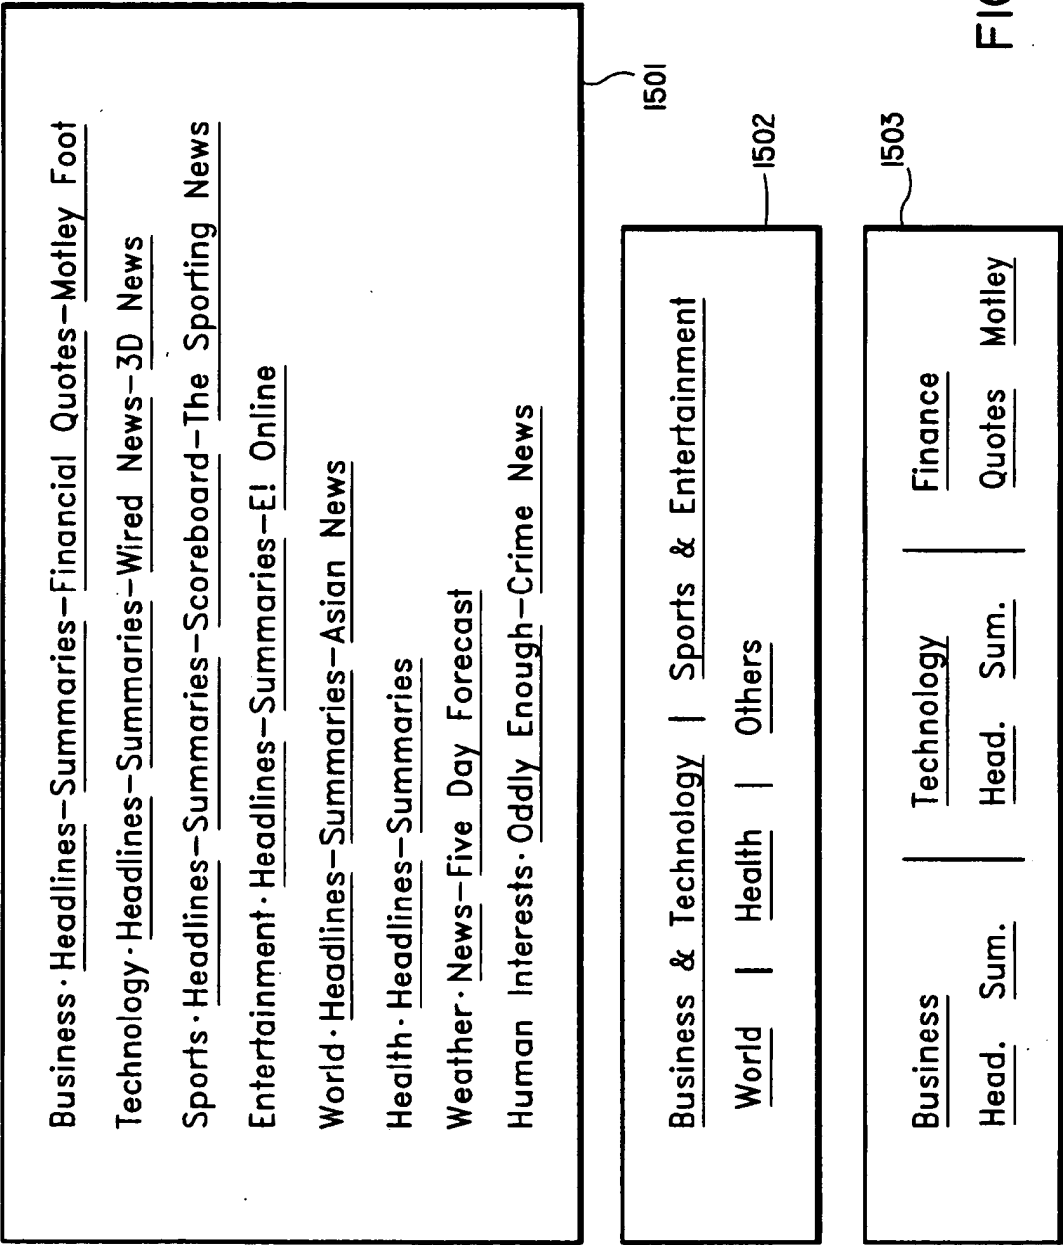 Business·Headlines–Summaries–Financial Quotes–Motley Foot
Technology·Headlines–Summaries–Wired News–3D News
Sports·Headlines–Summaries–Scoreboard–The Sporting News
Entertainment·Headlines–Summaries–E! Online
World·Headlines–Summaries–Asian News
Health·Headlines–Summaries
Weather·News–Five Day Forecast
Human Interests·Oddly Enough–Crime News
1501
Business & Technology | Sports & Entertainment
World | Health | Others
1502
Business | Technology | Finance
Head. Sum. | Head. Sum. | Quotes Motley
1503